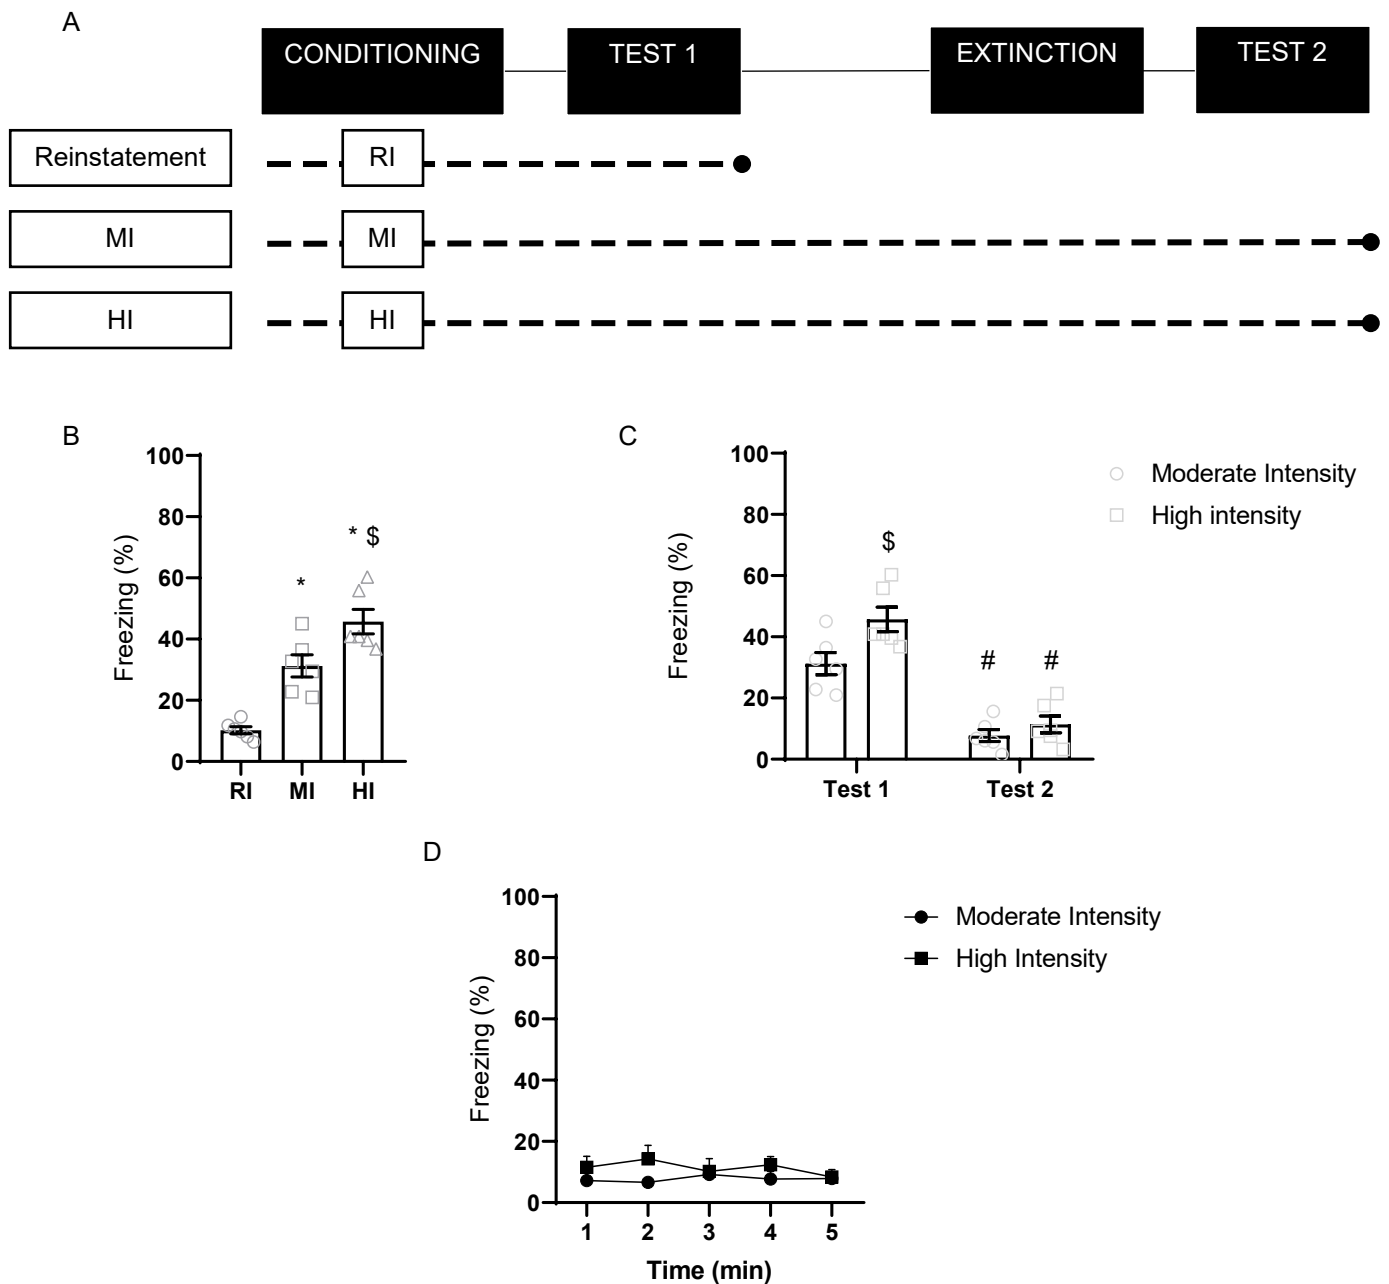 A
CONDITIONING
TEST 1
EXTINCTION
TEST 2
Reinstatement
RI
MI
MI
HI
HI
B
Freezing (%)
100
80
60
40
20
0
*
* $
RI MI HI
C
Freezing (%)
100
80
60
40
20
0
$
# #
Test 1 Test 2
Moderate Intensity
High intensity
D
Freezing (%)
100
80
60
40
20
0
1 2 3 4 5
Time (min)
Moderate Intensity
High Intensity